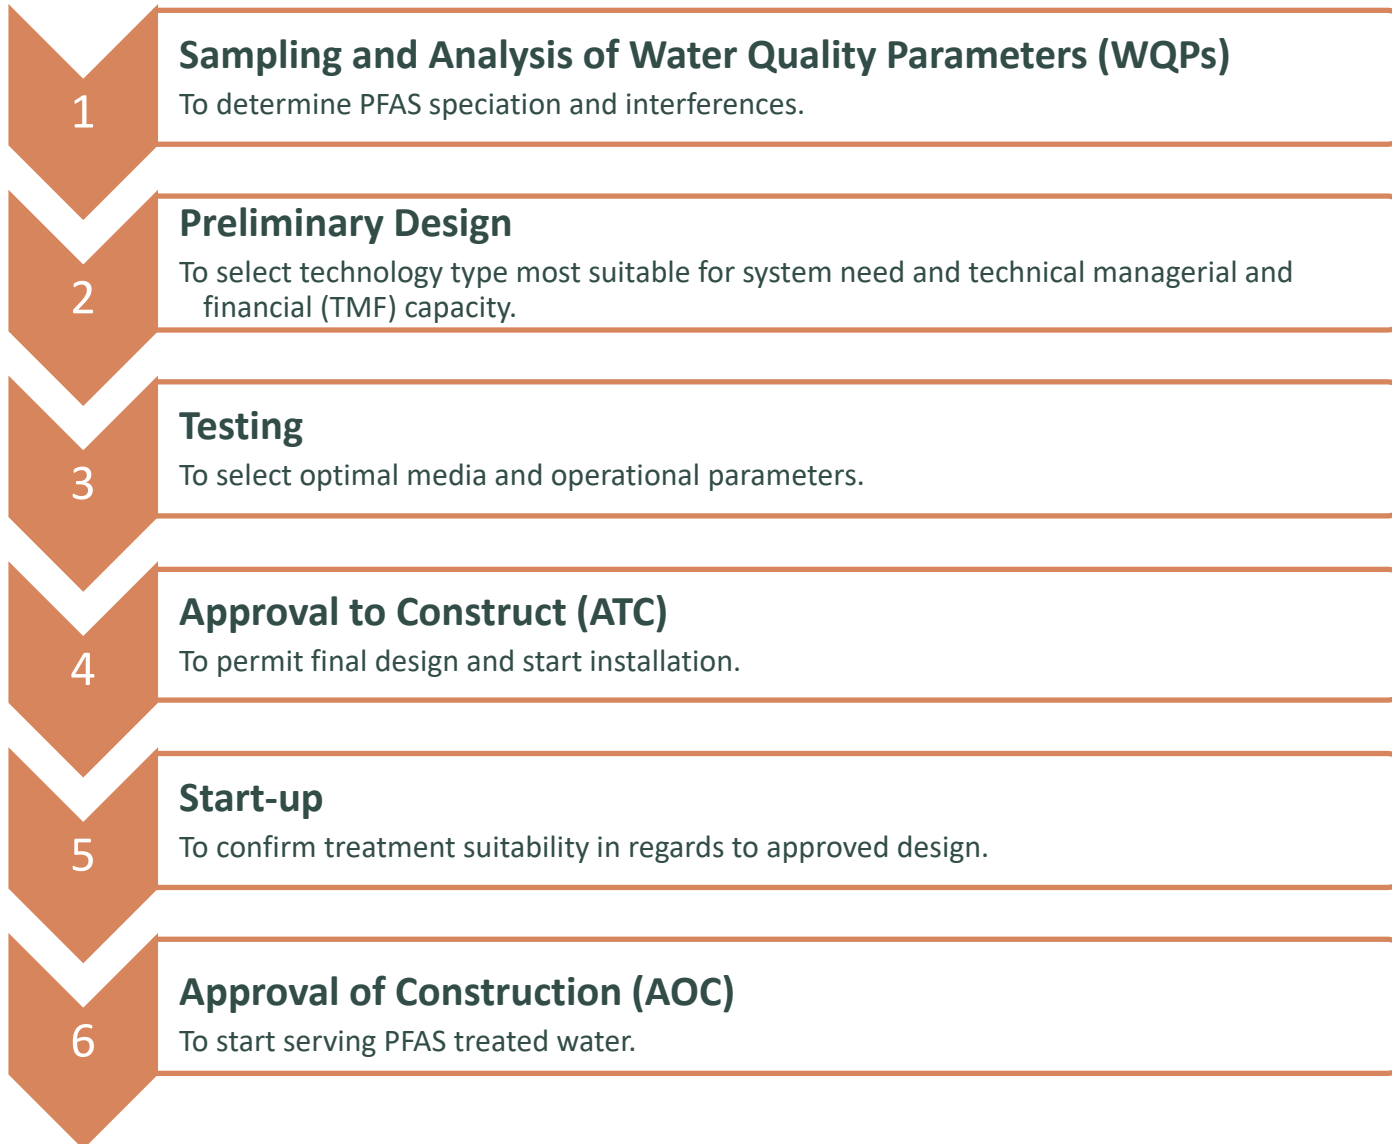 1
Sampling and Analysis of Water Quality Parameters (WQPs)
To determine PFAS speciation and interferences.
2
Preliminary Design
To select technology type most suitable for system need and technical managerial and
financial (TMF) capacity.
3
Testing
To select optimal media and operational parameters.
4
Approval to Construct (ATC)
To permit final design and start installation.
5
Start-up
To confirm treatment suitability in regards to approved design.
6
Approval of Construction (AOC)
To start serving PFAS treated water.